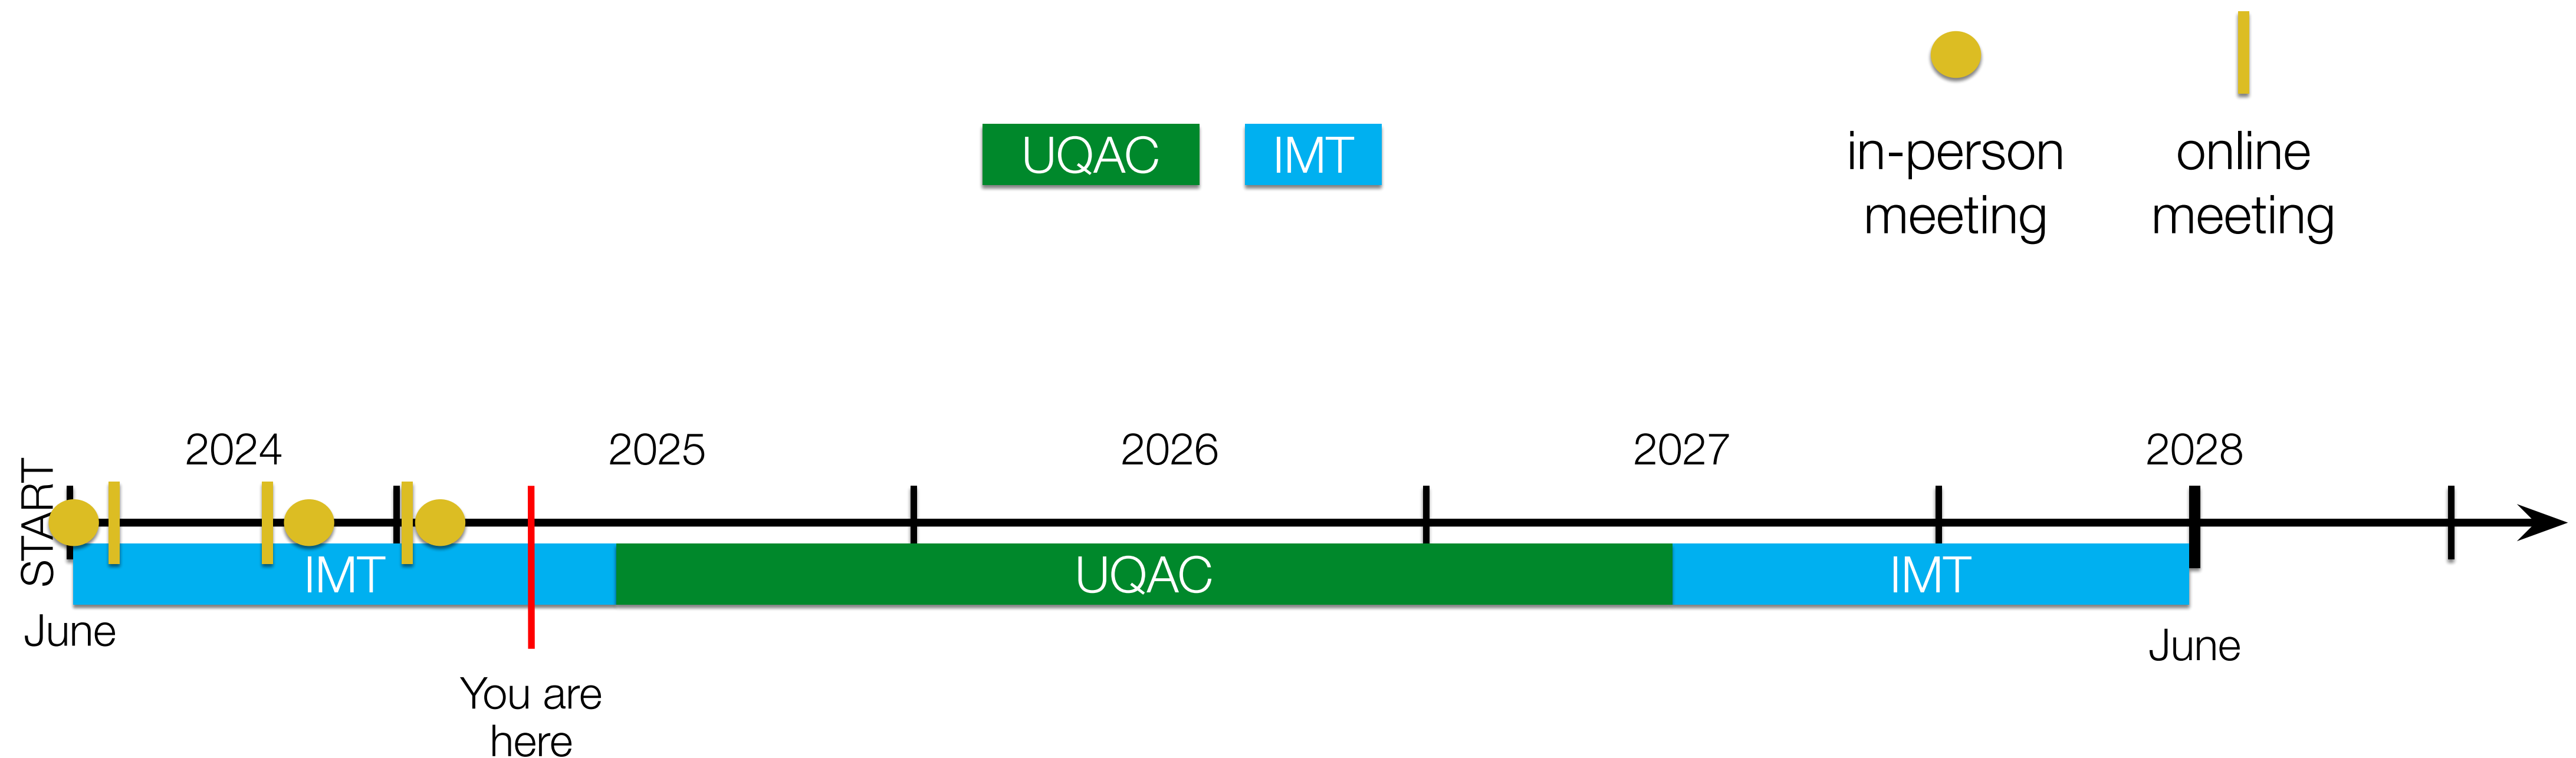 UQAC
IMT
in-person
meeting
online
meeting
START
2024
2025
2026
2027
2028
IMT
UQAC
IMT
June
June
You are
here